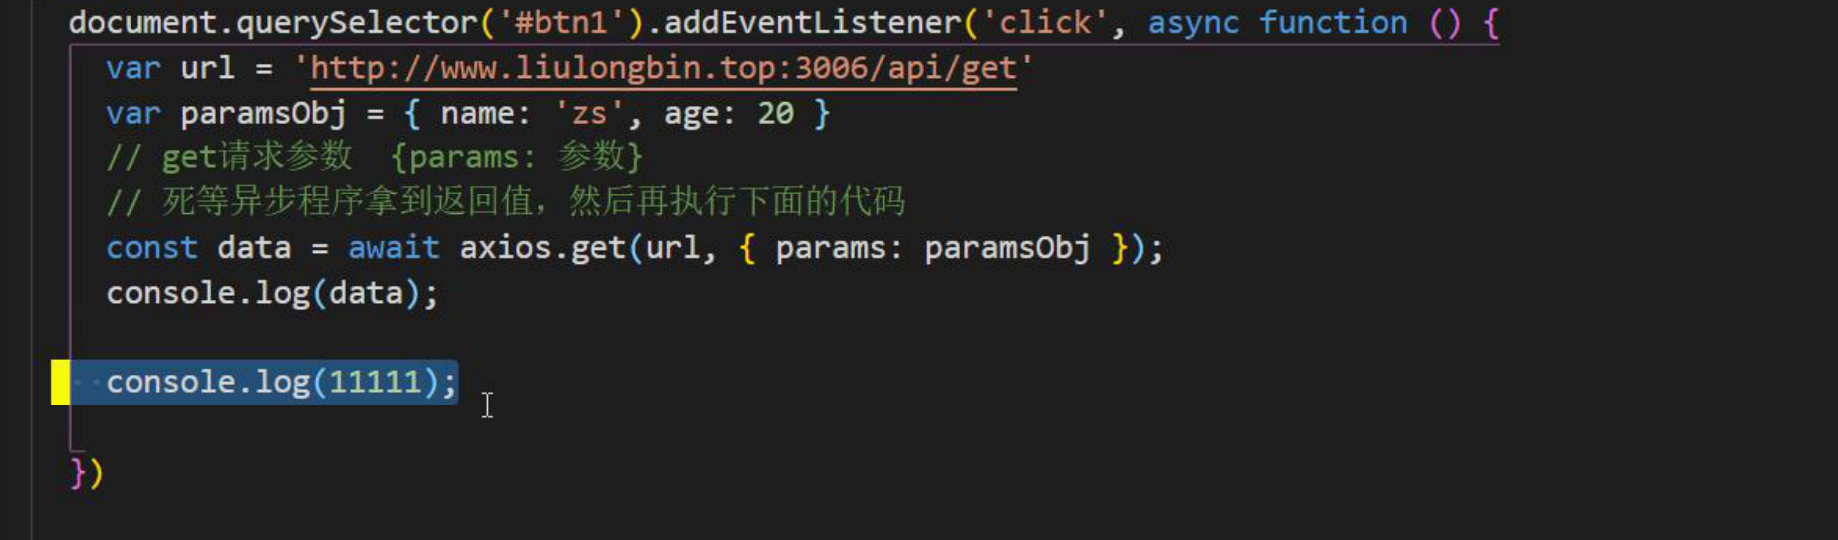 document.querySelector('#btn1').addEventListener('click', async function () {
var url = 'http://www.liulongbin.top:3006/api/get'
var paramsObj = { name: 'zs', age: 20 }
// get请求参数  {params: 参数}
// 死等异步程序拿到返回值，然后再执行下面的代码
const data = await axios.get(url, { params: paramsObj });
console.log(data);
console.log(11111);
})